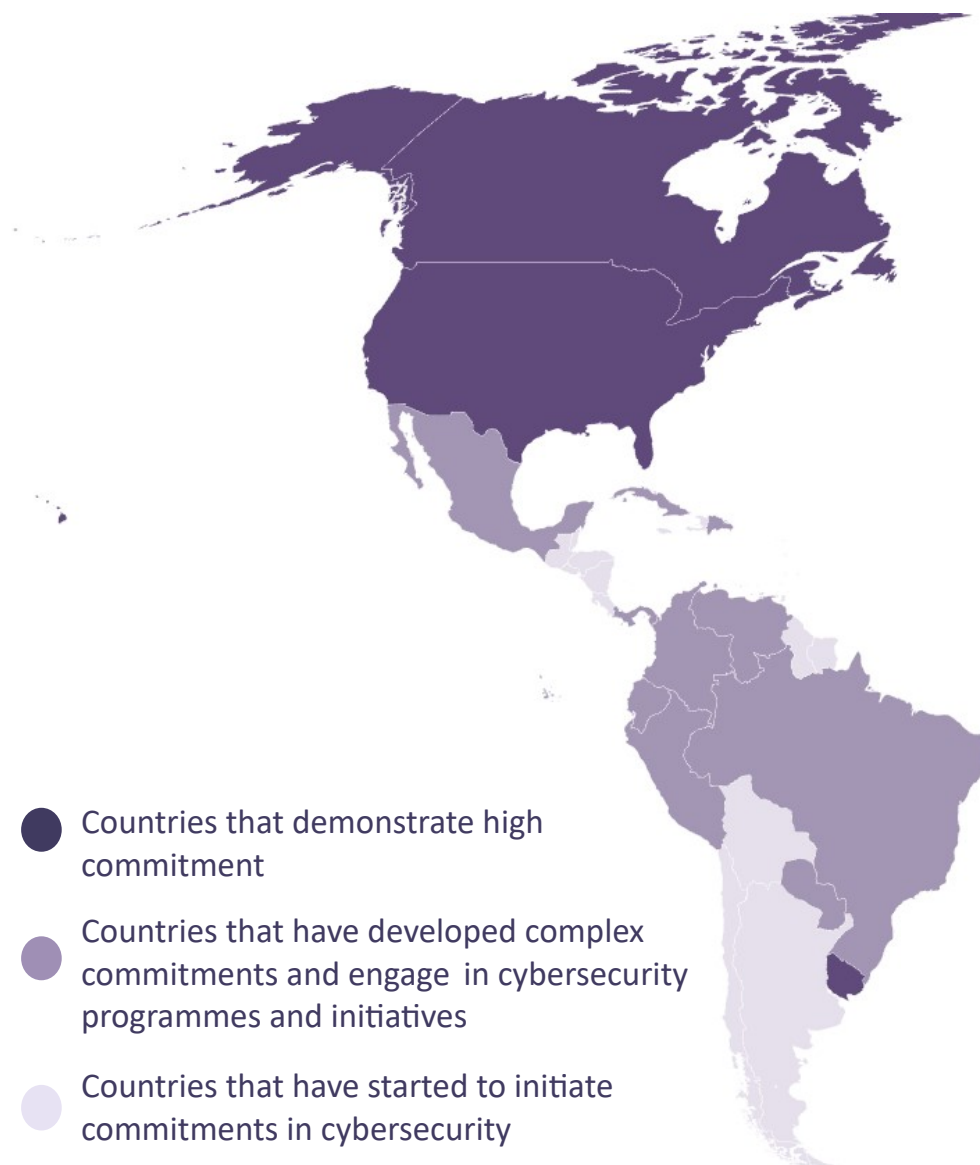 Countries that demonstrate high
commitment
Countries that have developed complex
commitments and engage in cybersecurity
programmes and initiatives
Countries that have started to initiate
commitments in cybersecurity